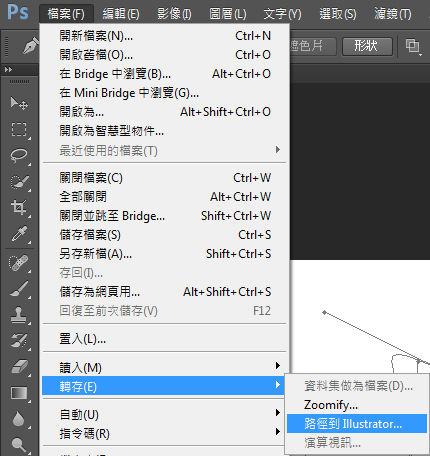 Ps 檔案(F) 編輯(E) 影像(I) 圖層(L) 文字(Y) 選取(S) 濾鏡(T)
開新檔案(N)... Ctrl+N
開啟舊檔(O)... Ctrl+O
遮色片 形狀
在 Bridge 中瀏覽(B)... Alt+Ctrl+O
在 Mini Bridge 中瀏覽(G)...
開啟為... Alt+Shift+Ctrl+O
開啟為智慧型物件...
最近使用的檔案(T)
關閉檔案(C) Ctrl+W
全部關閉 Alt+Ctrl+W
關閉並跳至 Bridge... Shift+Ctrl+W
儲存檔案(S) Ctrl+S
另存新檔(A)... Shift+Ctrl+S
存回(I)...
儲存為網頁用... Alt+Shift+Ctrl+S
回復至前次儲存(V) F12
置入(L)...
讀入(M)
轉存(E)
資料集做為檔案(D)...
Zoomify...
路徑到 Illustrator...
演算視訊...
自動(U)
指令碼(R)